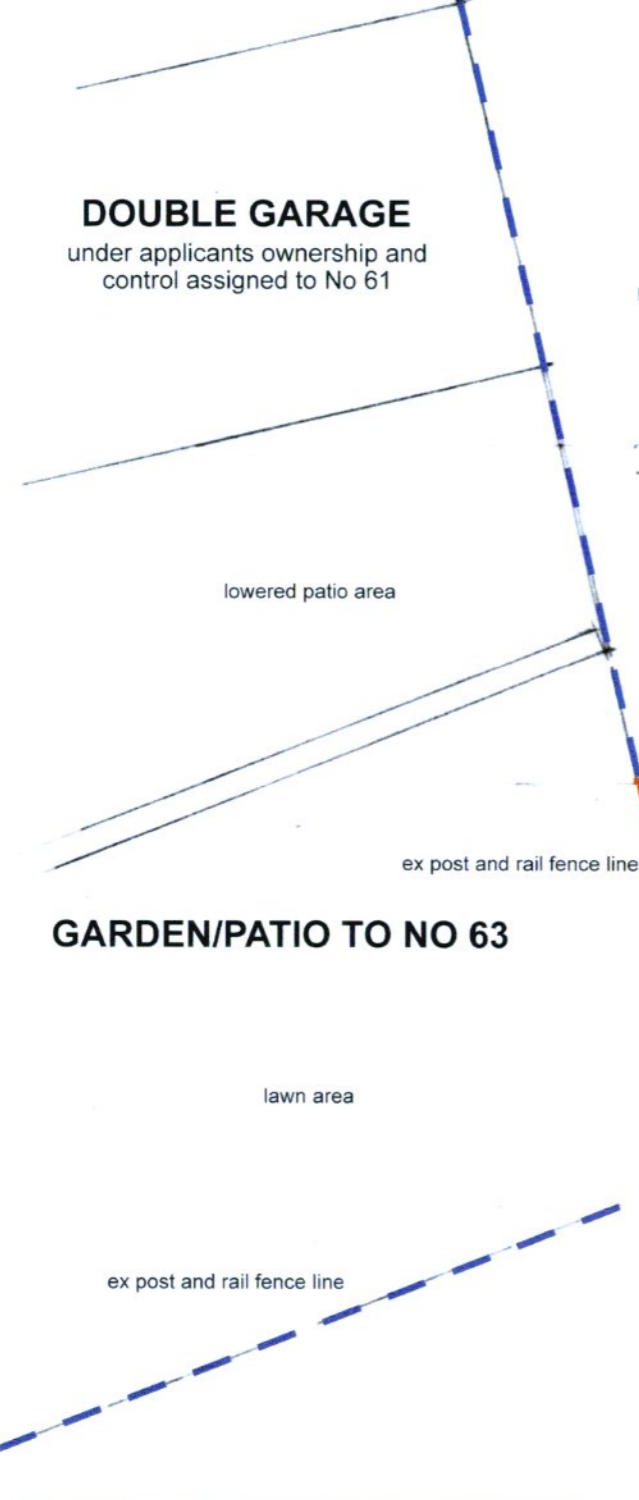 DOUBLE GARAGE
under applicants ownership and
control assigned to No 61
lowered patio area
ex post and rail fence line
GARDEN/PATIO TO NO 63
lawn area
ex post and rail fence line